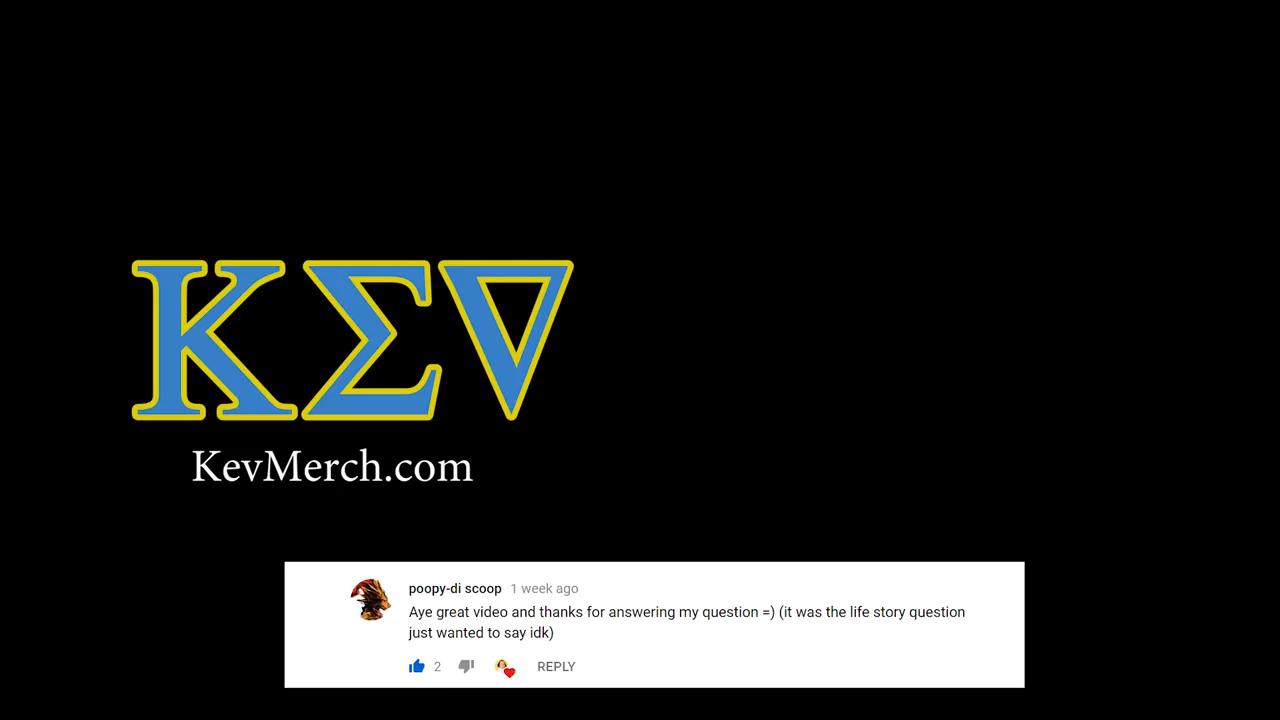 KΣ∇
KevMerch.com
poopy-di scoop 1 week ago
Aye great video and thanks for answering my question =) (it was the life story question
just wanted to say idk)
2 REPLY